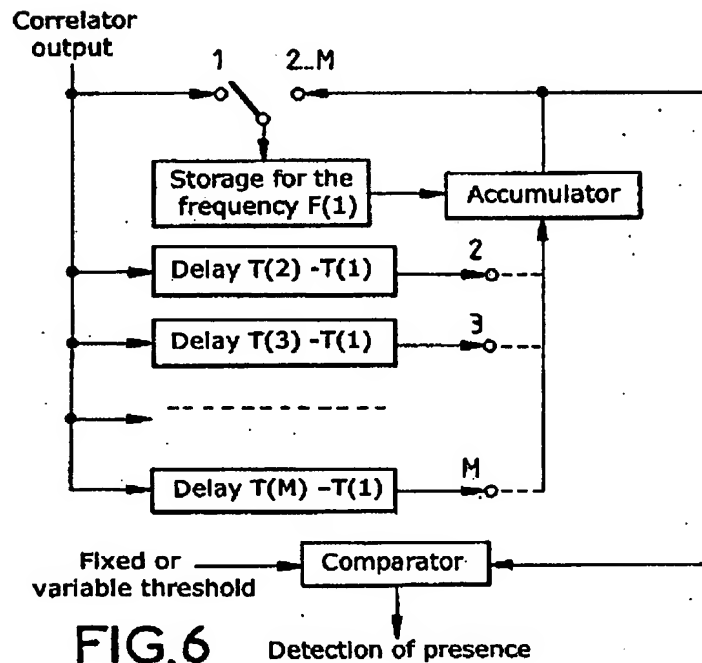 Correlator
output
1
2...M
Storage for the
frequency F(1)
Accumulator
Delay T(2) -T(1)
2
Delay T(3) -T(1)
3
Delay T(M) -T(1)
M
Fixed or
variable threshold
Comparator
FIG.6
Detection of presence